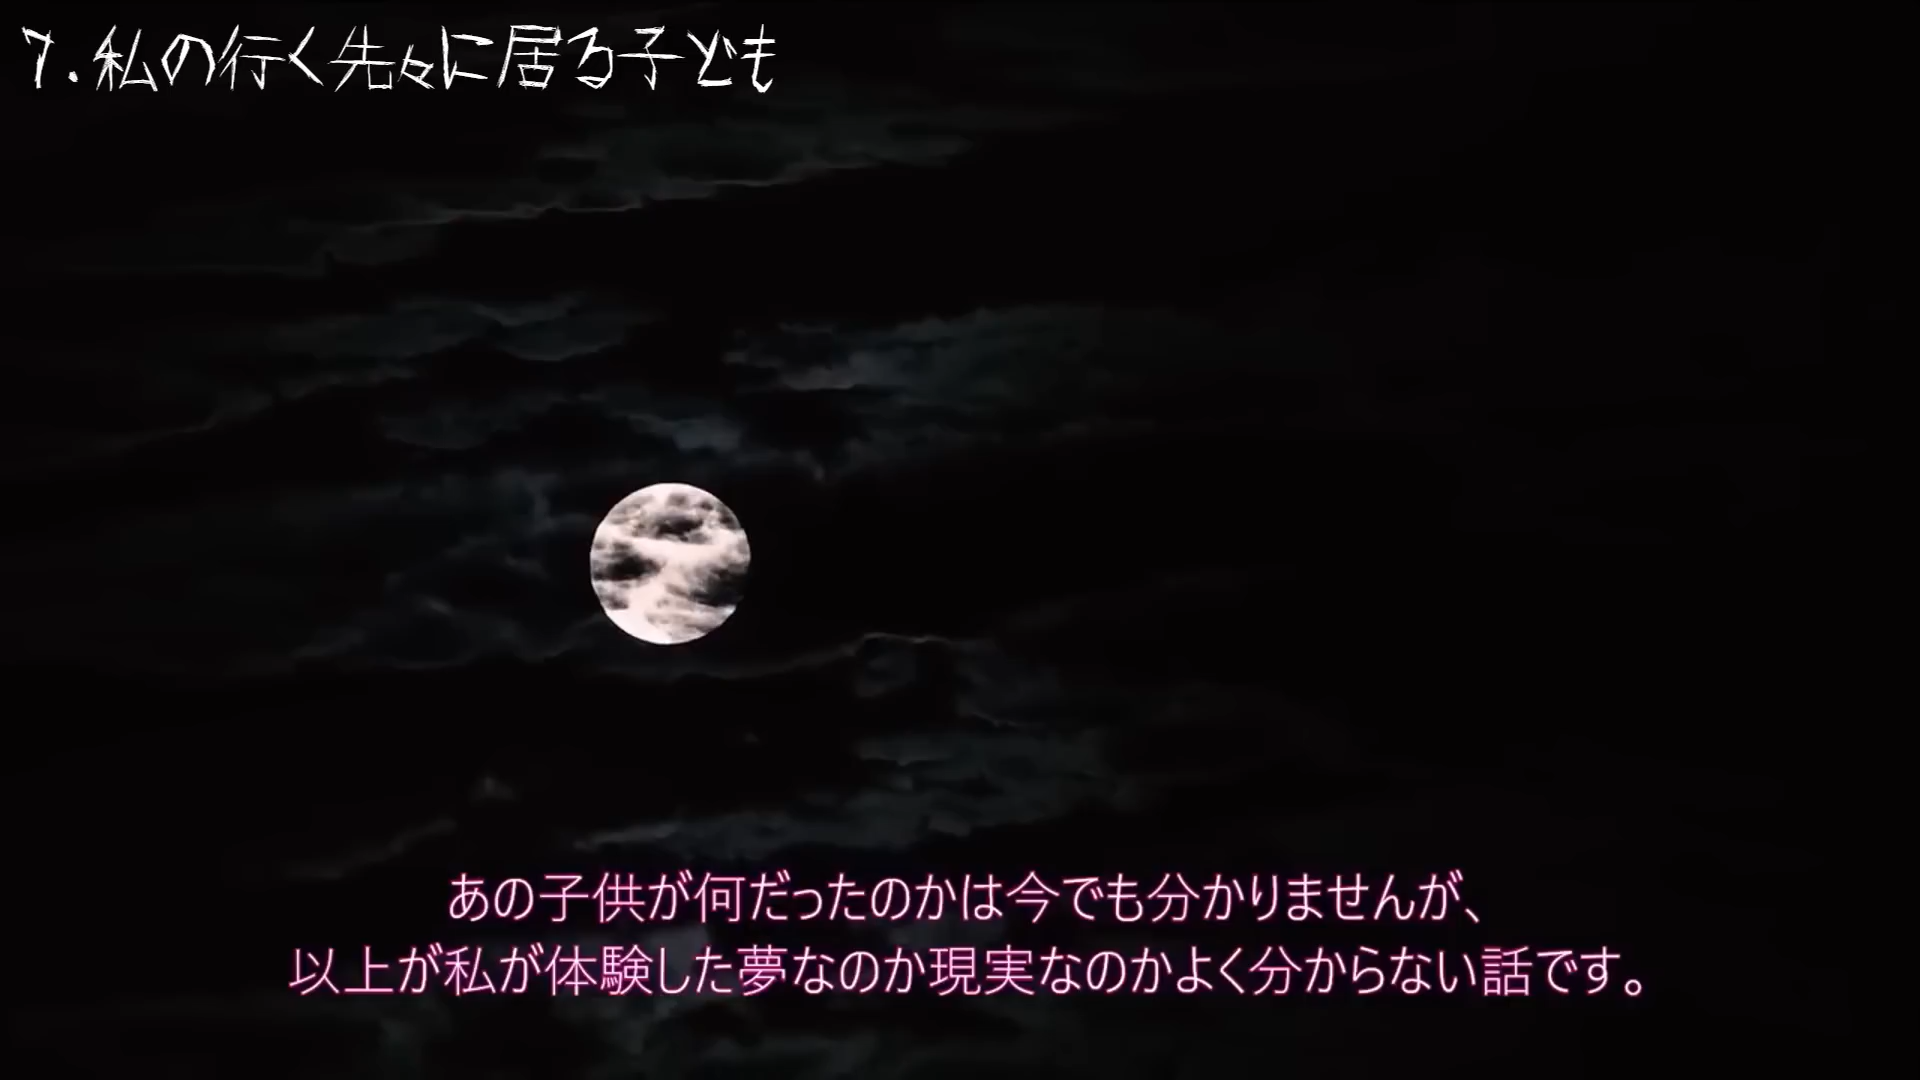 7.私の行く先々に居る子ども
あの子供が何だったのかは今でも分かりませんが、
以上が私が体験した夢なのか現実なのかよく分からない話です。